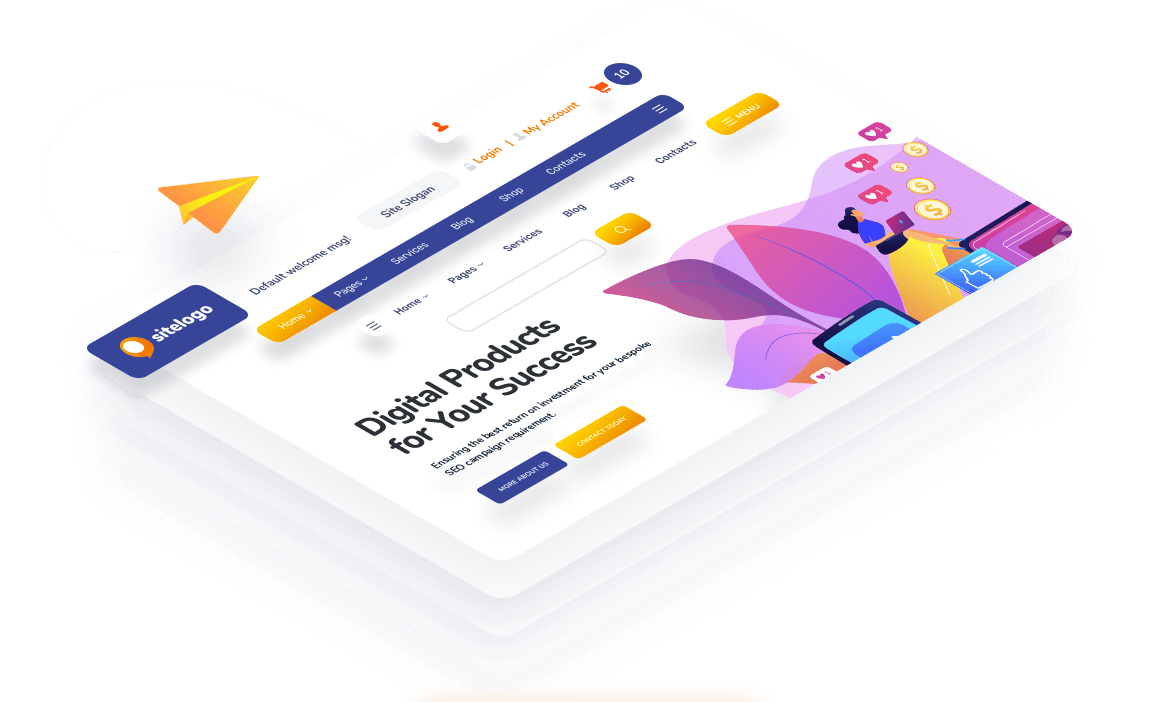 10
Login | My Account
Site Slogan
Default welcome msg!
sitelogo
Home Pages Services Blog Shop Contacts
MENU
Home Pages Services Blog Shop Contacts
Digital Products
for Your Success
Ensuring the best return on investment for your bespoke
SEO campaign requirement.
MORE ABOUT US
CONTACT TODAY
1
1
1
$
$
$
$